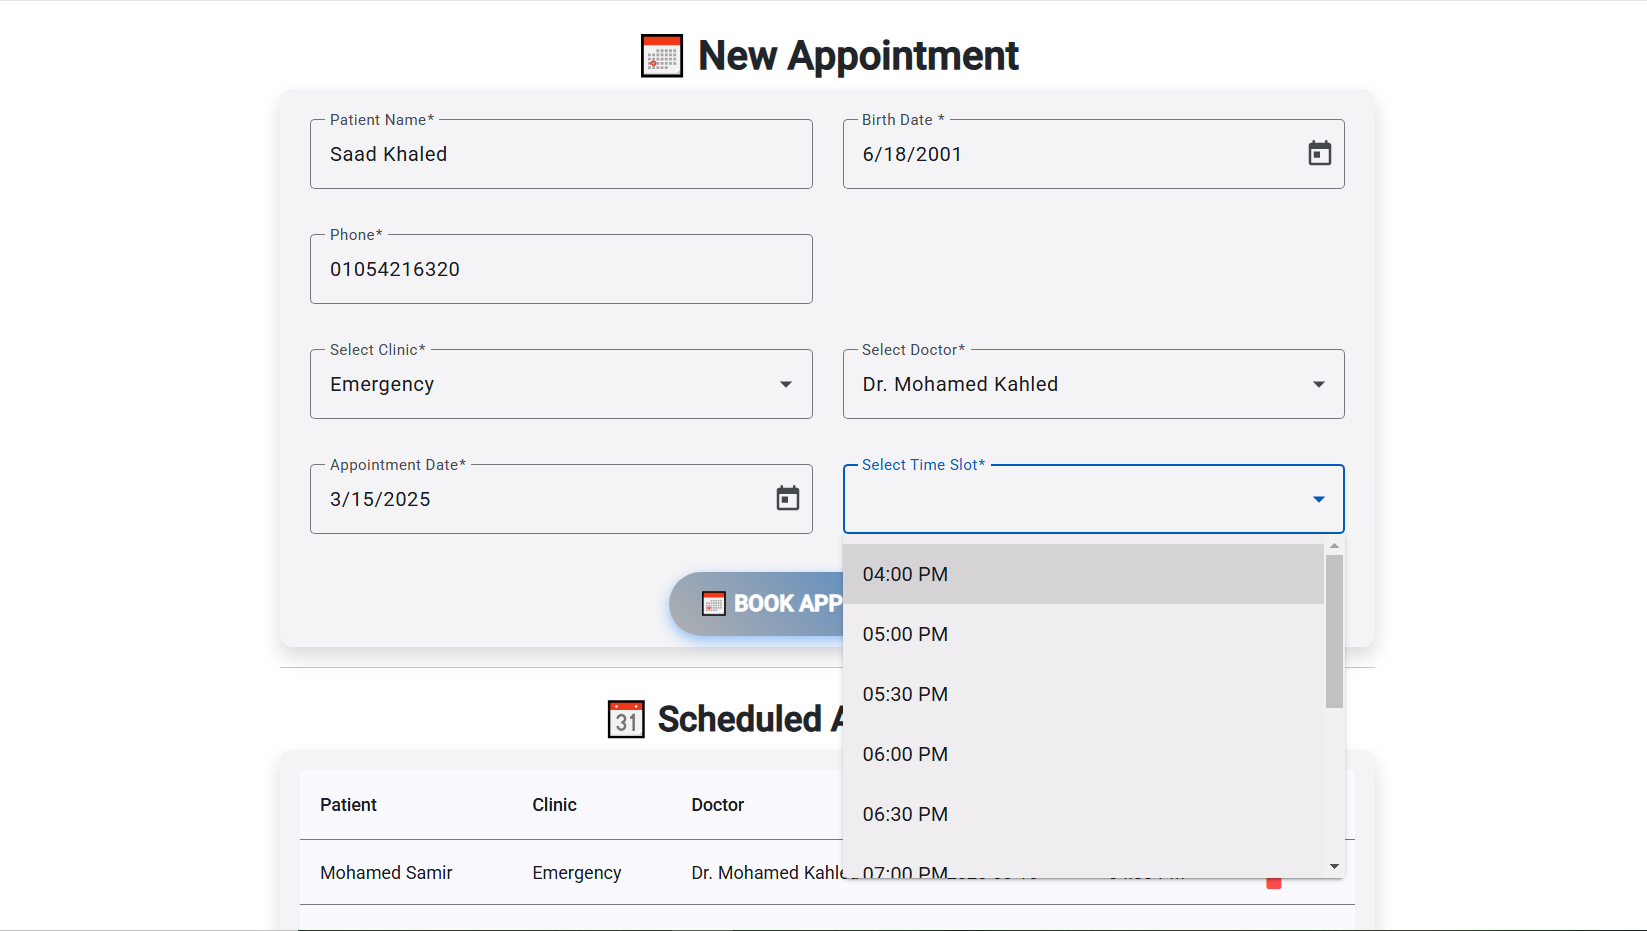 New Appointment
Patient Name*
Saad Khaled
Birth Date *
6/18/2001
Phone*
01054216320
Select Clinic*
Emergency
Select Doctor*
Dr. Mohamed Kahled
Appointment Date*
3/15/2025
Select Time Slot*
04:00 PM
05:00 PM
05:30 PM
06:00 PM
06:30 PM
07:00 PM
BOOK APP
31
Scheduled A
Patient Clinic Doctor
Mohamed Samir Emergency Dr. Mohamed Kahled